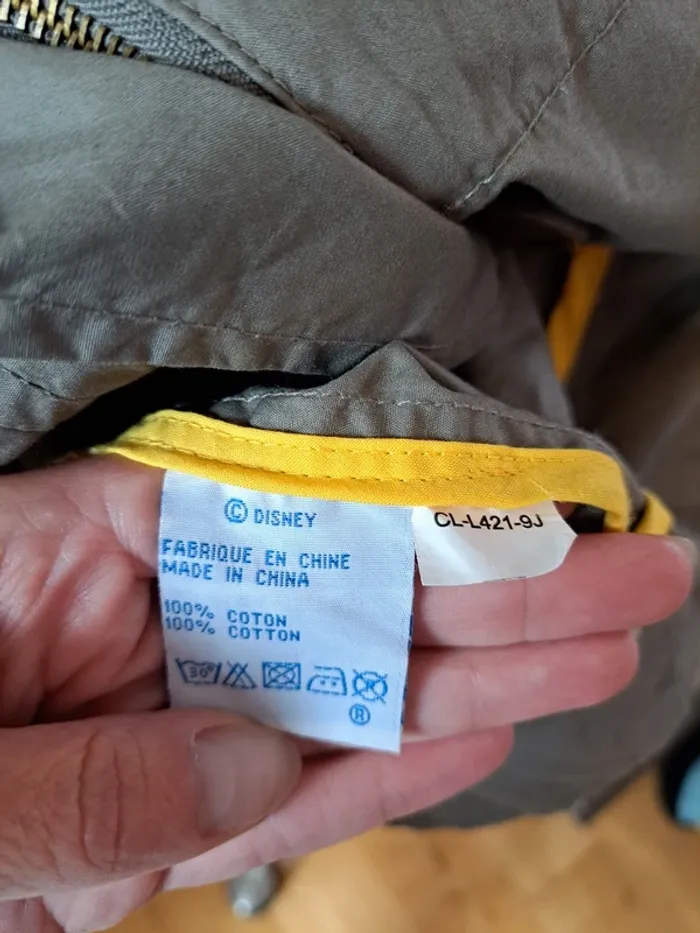 © DISNEY
FABRIQUE EN CHINE
MADE IN CHINA
100% COTON
100% COTTON
30°
®
CL-L421-9J